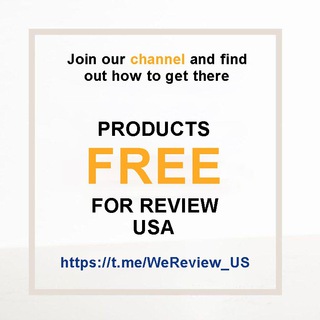 Join our channel and find
out how to get there
PRODUCTS
FREE
FOR REVIEW
USA
https://t.me/WeReview_US